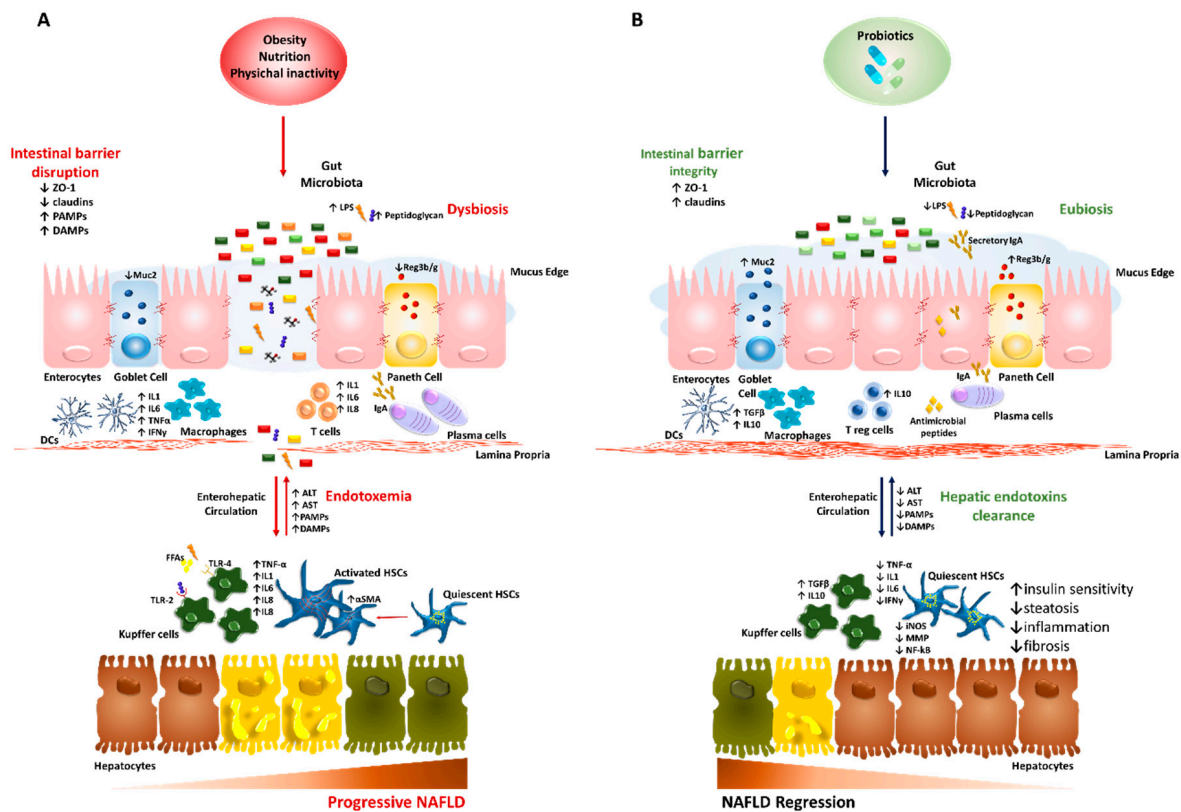 A
Obesity
Nutrition
Physichal inactivity
Intestinal barrier
disruption
↓ ZO-1
↓ claudins
↑ PAMPs
↑ DAMPs
Gut
Microbiota
↑ LPS
↑ Peptidoglycan
Dysbiosis
↓Muc2
↓Reg3b/g
Mucus Edge
Enterocytes
Goblet Cell
Paneth Cell
↑ IL1
↑ IL6
↑ TNFα
↑ IFNγ
DCs
Macrophages
↑ IL1
↑ IL6
↑ IL8
T cells
IgA
Plasma cells
Lamina Propria
Enterohepatic
Circulation
Endotoxemia
↑ ALT
↑ AST
↑PAMPs
↑DAMPs
FFAs
TLR-4
TLR-2
Kupffer cells
↑TNF-α
↑IL1
↑IL6
↑IL8
↑IL8
Activated HSCs
↑αSMA
Quiescent HSCs
Hepatocytes
Progressive NAFLD
B
Probiotics
Intestinal barrier
integrity
↑ ZO-1
↑ claudins
Gut
Microbiota
↓LPS
↓Peptidoglycan
Eubiosis
Secretory IgA
↑ Muc2
↑
Reg3b/g
Mucus Edge
Enterocytes
Goblet
Cell
IgA
Paneth Cell
↑ TGFβ
↑ IL10
DCs
Macrophages
↑ IL10
T reg cells
Antimicrobial
peptides
Plasma cells
Lamina Propria
Enterohepatic
Circulation
Hepatic endotoxins
clearance
↓ ALT
↓ AST
↓PAMPs
↓DAMPs
↑ TGFβ
↑ IL10
Kupffer cells
↓ TNF-α
↓ IL1
↓ IL6
↓IFNγ
Quiescent HSCs
↓ iNOS
↓ MMP
↓ NF-kB
↑insulin sensitivity
↓steatosis
↓inflammation
↓fibrosis
Hepatocytes
NAFLD Regression